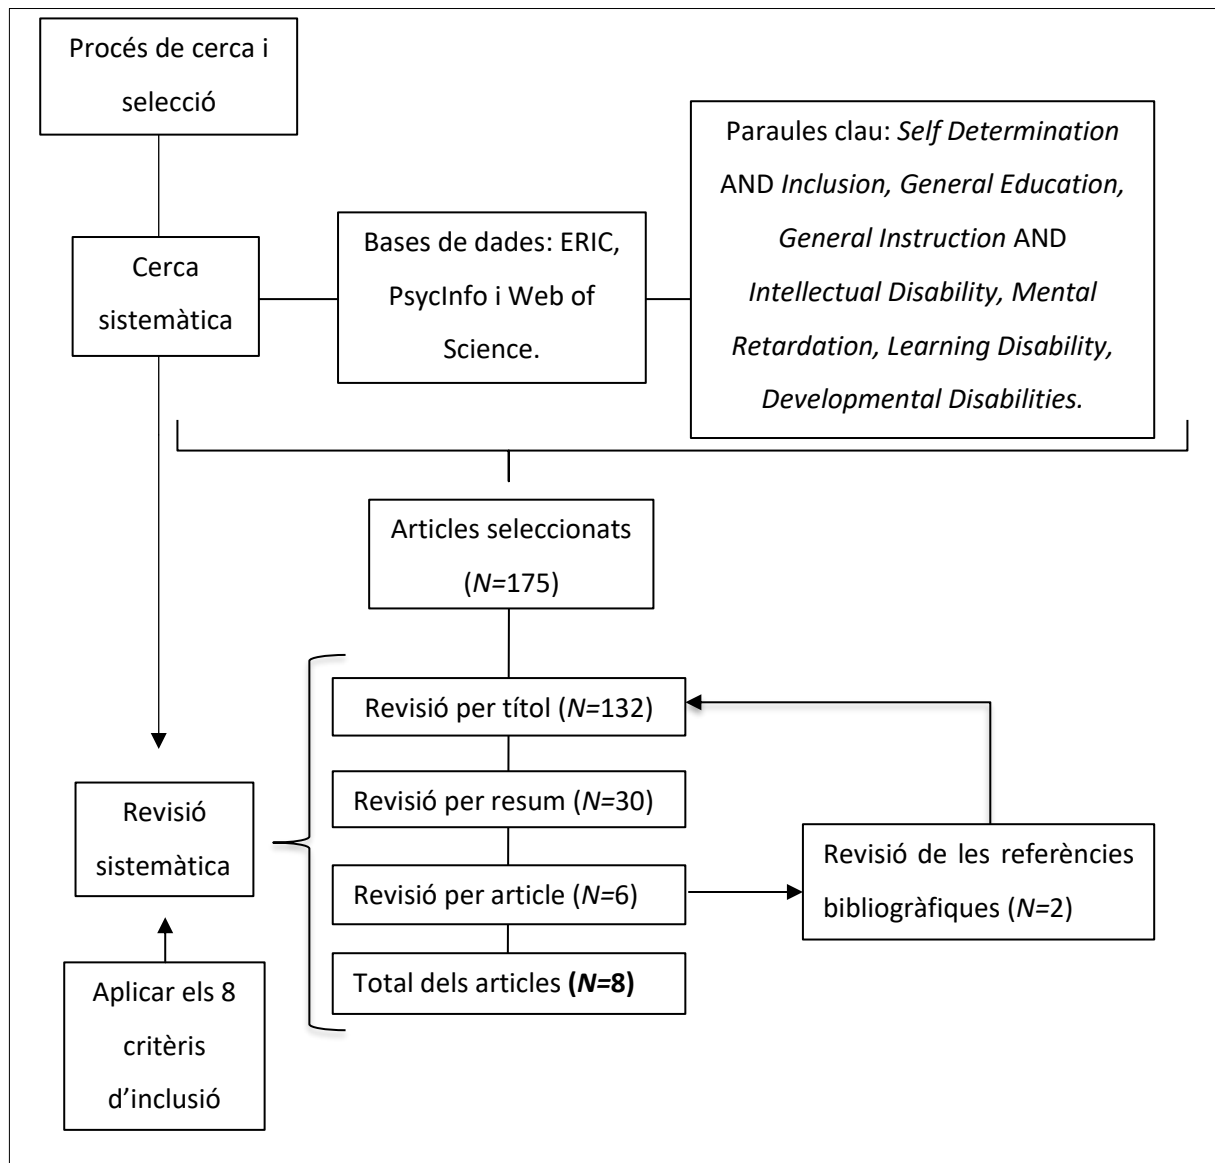 Procés de cerca i
selecció
Cerca
sistemàtica
Bases de dades: ERIC,
PsycInfo i Web of
Science.
Paraules clau: Self Determination
AND Inclusion, General Education,
General Instruction AND
Intellectual Disability, Mental
Retardation, Learning Disability,
Developmental Disabilities.
Articles seleccionats
(N=175)
Revisió per títol (N=132)
Revisió per resum (N=30)
Revisió per article (N=6)
Total dels articles (N=8)
Revisió de les referències
bibliogràfiques (N=2)
Revisió
sistemàtica
Aplicar els 8
critèris
d’inclusió